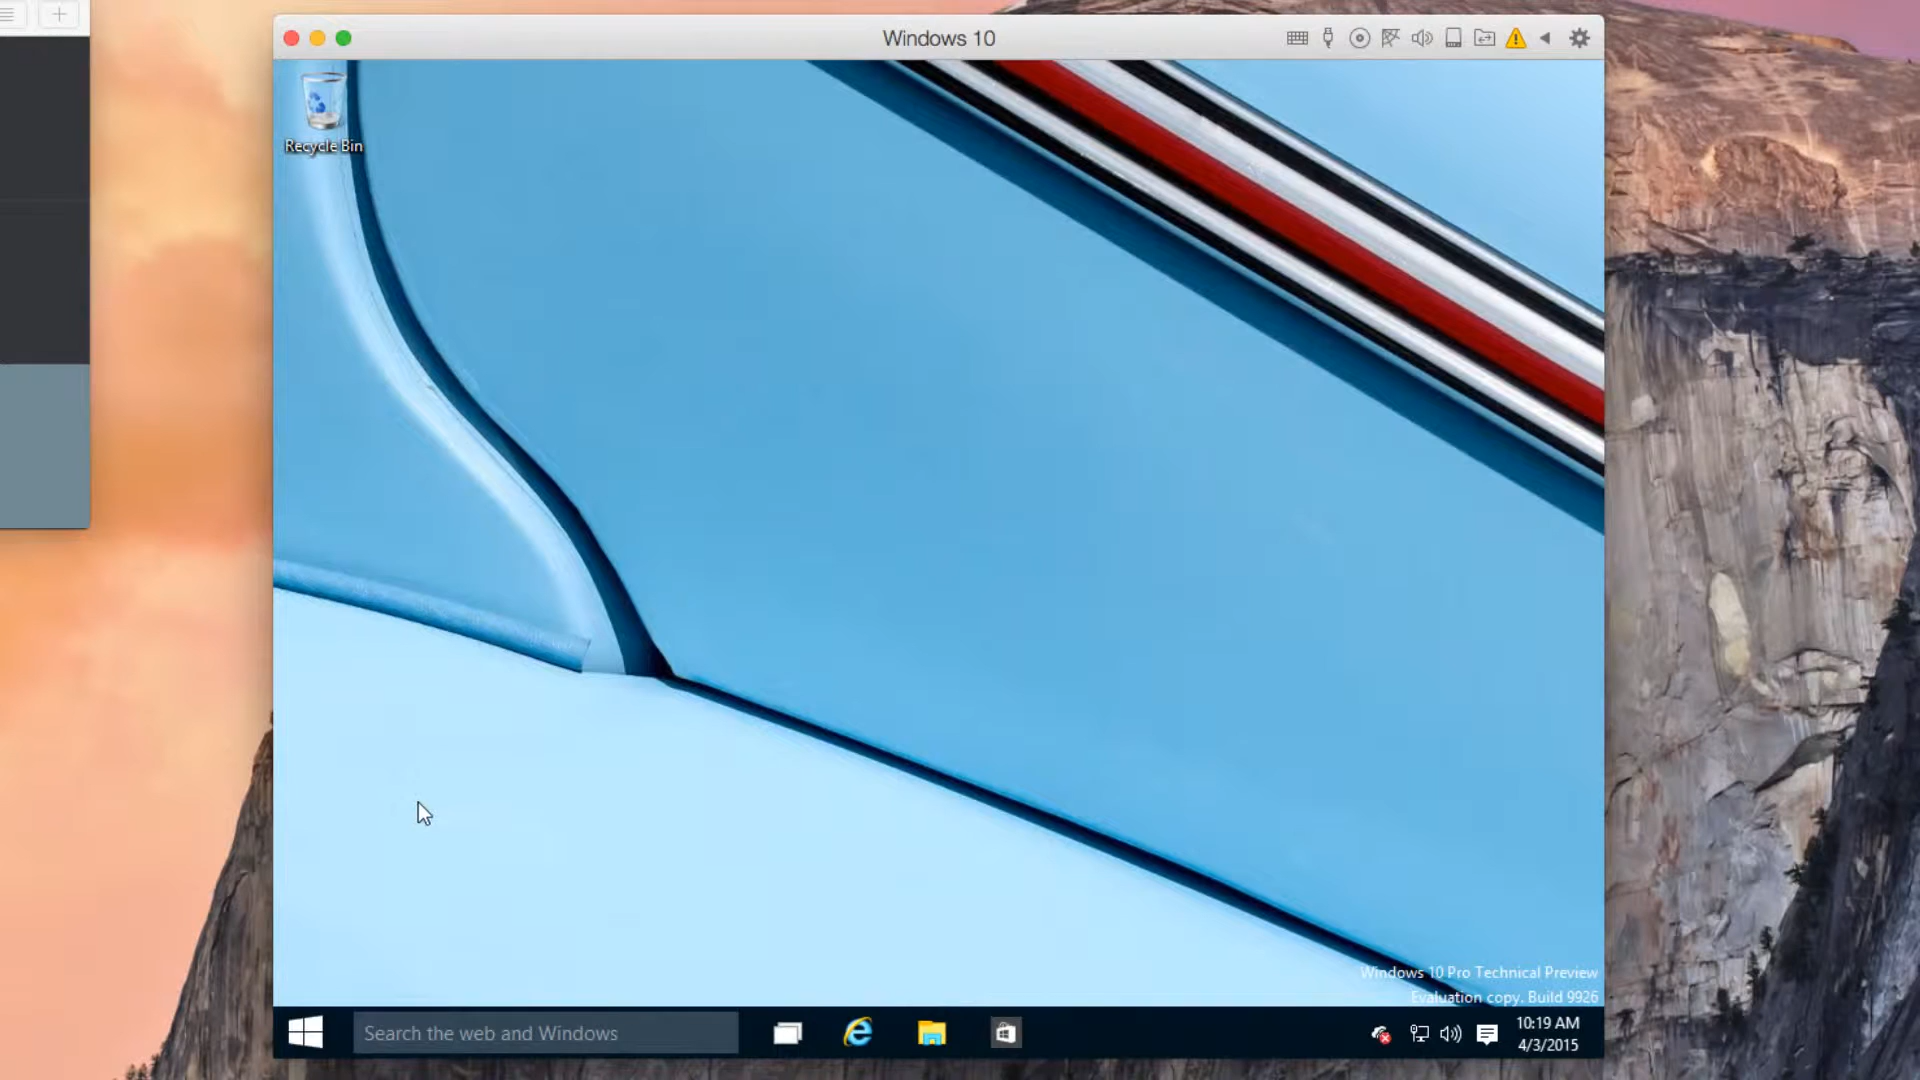 Windows 10
Recycle Bin
Windows 10 Pro Technical Preview
Evaluation copy. Build 9926
Search the web and Windows
10:19 AM
4/3/2015